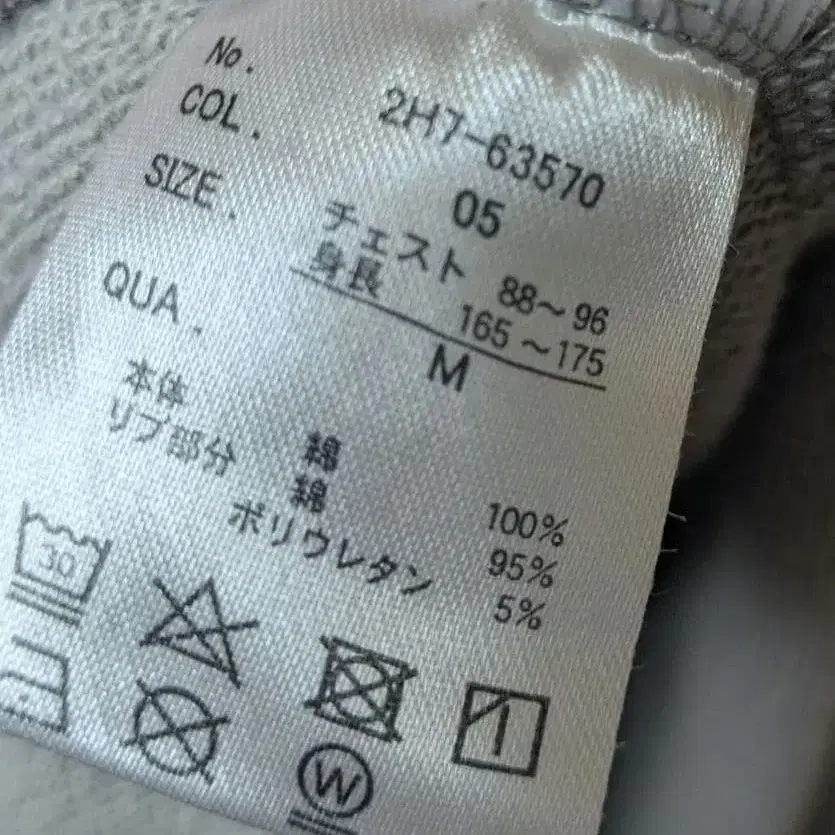 No. 2H7-63570
COL. 05
SIZE. チェスト 88〜96
身長 165〜175
M
QUA.
本体 綿 100%
リブ部分 綿 95%
ポリウレタン 5%
30
W